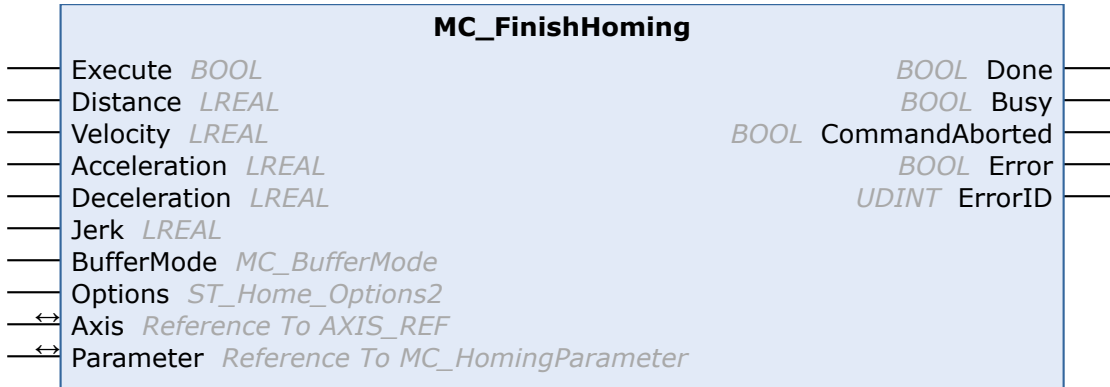 MC_FinishHoming
Execute BOOL BOOL Done
Distance LREAL BOOL Busy
Velocity LREAL BOOL CommandAborted
Acceleration LREAL BOOL Error
Deceleration LREAL UDINT ErrorID
Jerk LREAL
BufferMode MC_BufferMode
Options ST_Home_Options2
↔ Axis Reference To AXIS_REF
↔ Parameter Reference To MC_HomingParameter